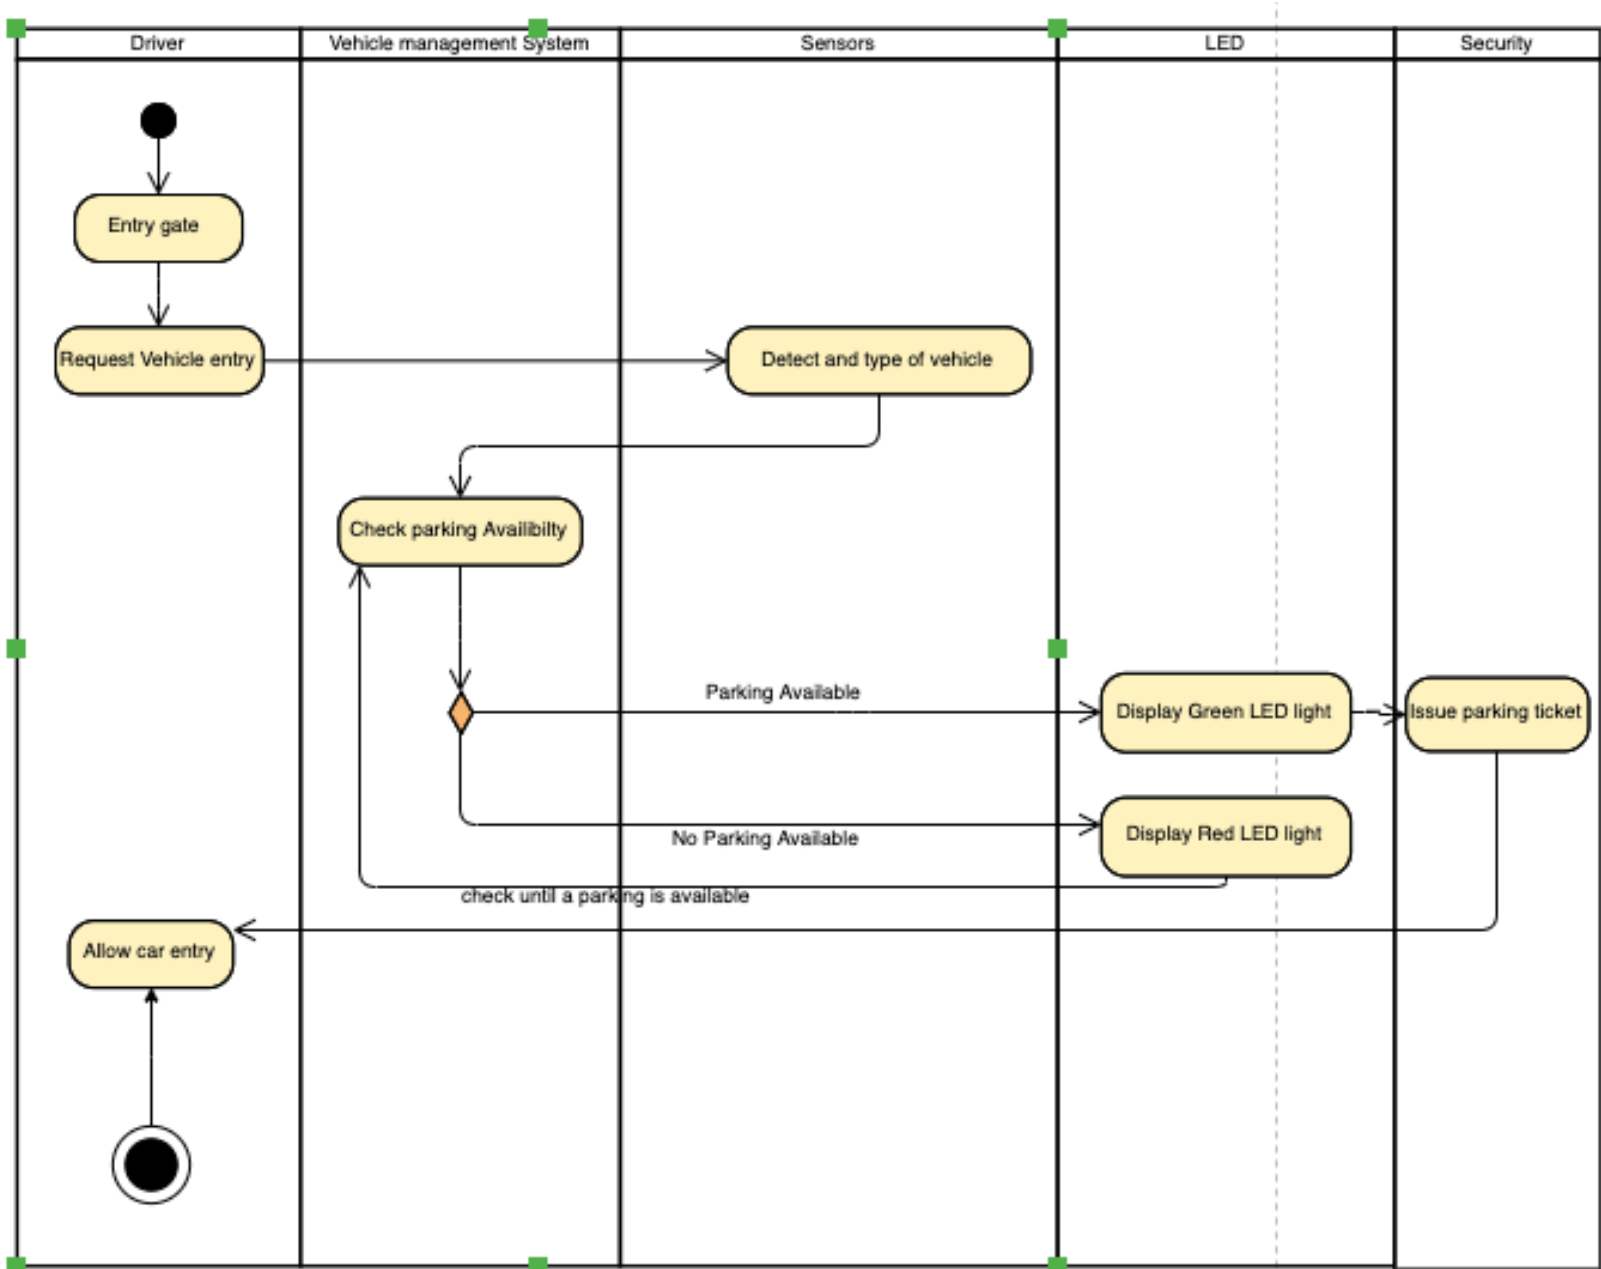 Driver
Vehicle management System
Sensors
LED
Security
Entry gate
Request Vehicle entry
Detect and type of vehicle
Check parking Availibilty
Parking Available
Display Green LED light
Issue parking ticket
Display Red LED light
No Parking Available
check until a parking is available
Allow car entry